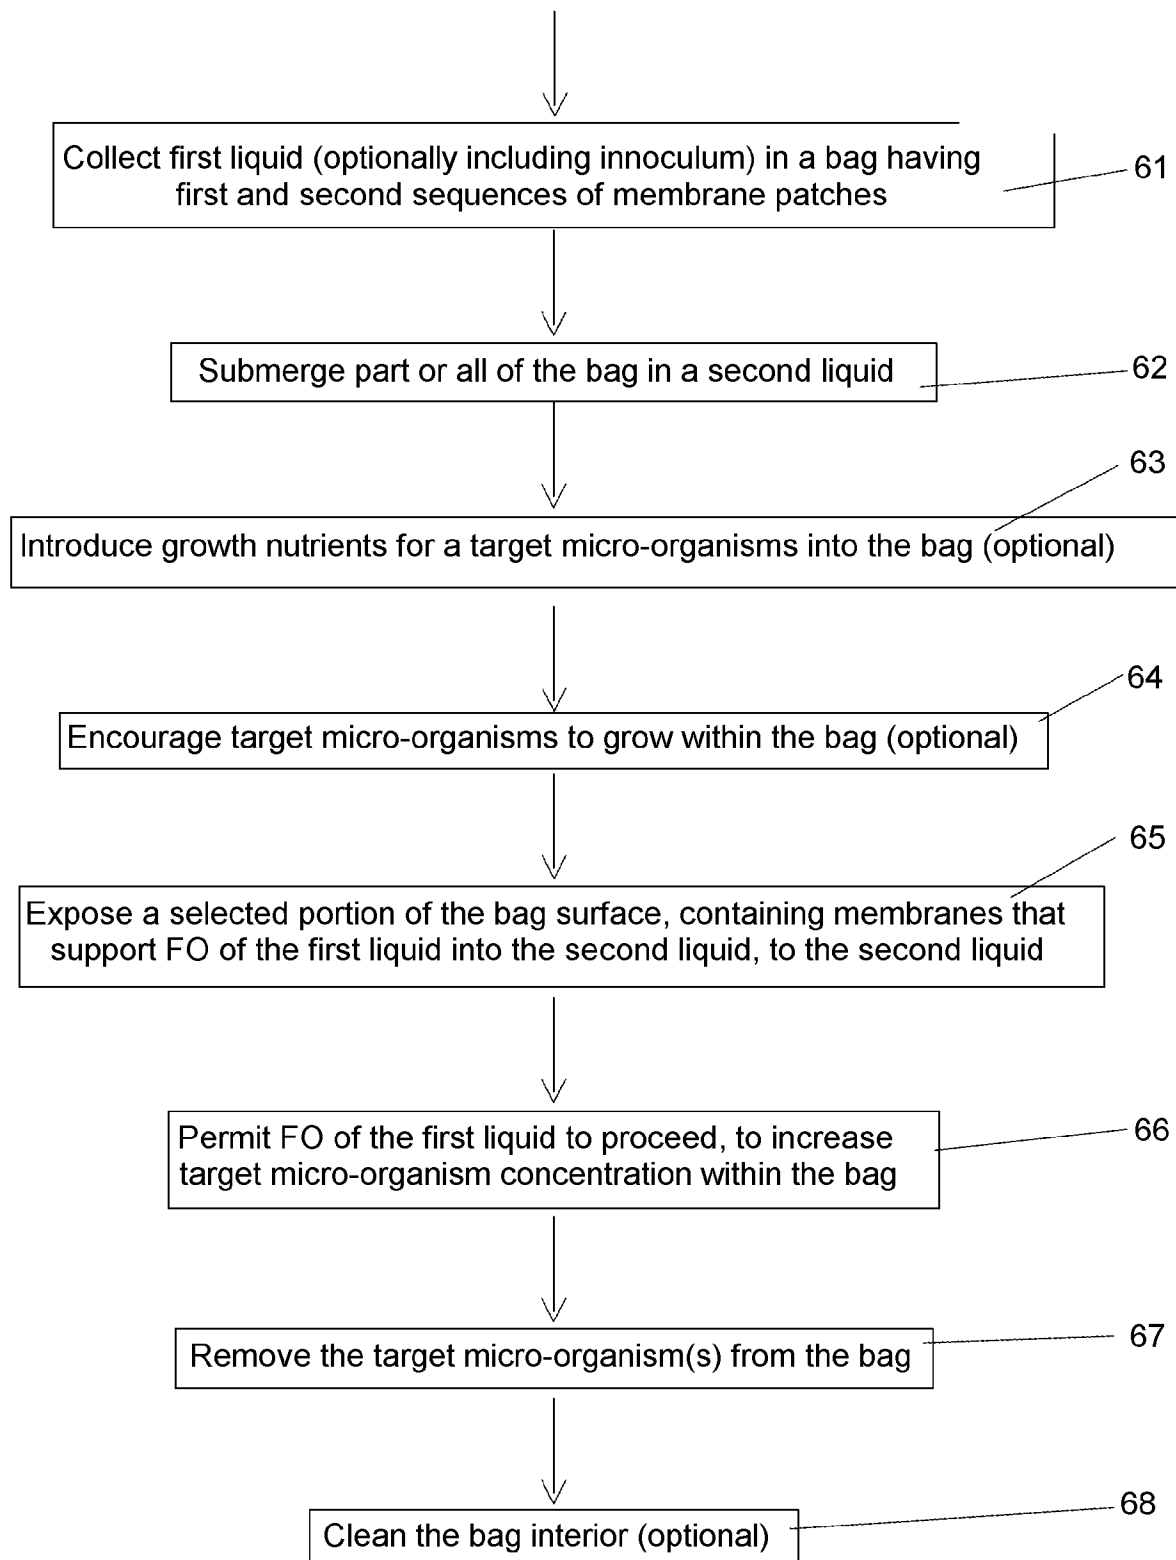 Collect first liquid (optionally including innoculum) in a bag having
first and second sequences of membrane patches
61
Submerge part or all of the bag in a second liquid
62
63
Introduce growth nutrients for a target micro-organisms into the bag (optional)
64
Encourage target micro-organisms to grow within the bag (optional)
65
Expose a selected portion of the bag surface, containing membranes that
support FO of the first liquid into the second liquid, to the second liquid
Permit FO of the first liquid to proceed, to increase
target micro-organism concentration within the bag
66
Remove the target micro-organism(s) from the bag
67
Clean the bag interior (optional)
68